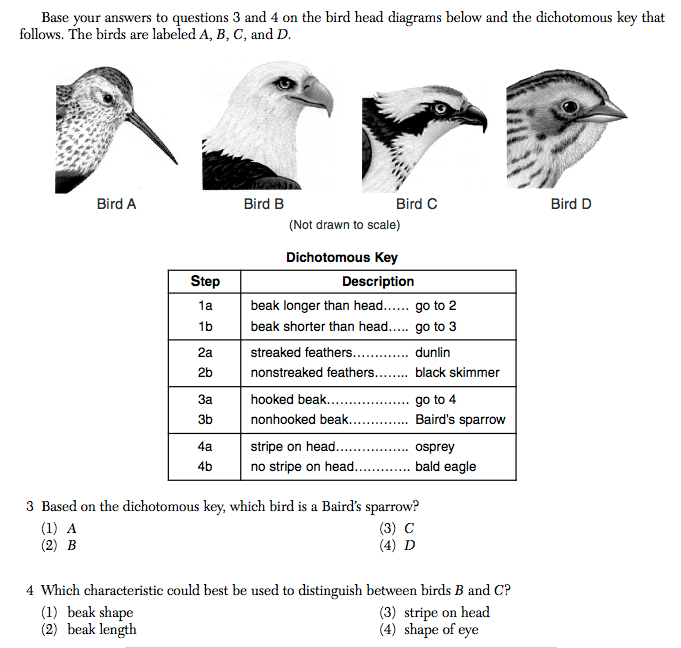 Base your answers to questions 3 and 4 on the bird head diagrams below and the dichotomous key that
follows. The birds are labeled A, B, C, and D.
Bird A Bird B Bird C Bird D
(Not drawn to scale)
Dichotomous Key
Step Description
1a beak longer than head...... go to 2
1b beak shorter than head..... go to 3
2a streaked feathers............. dunlin
2b nonstreaked feathers........ black skimmer
3a hooked beak................... go to 4
3b nonhooked beak.............. Baird's sparrow
4a stripe on head................. osprey
4b no stripe on head............. bald eagle
3 Based on the dichotomous key, which bird is a Baird's sparrow?
(1) A (3) C
(2) B (4) D
4 Which characteristic could best be used to distinguish between birds B and C?
(1) beak shape (3) stripe on head
(2) beak length (4) shape of eye